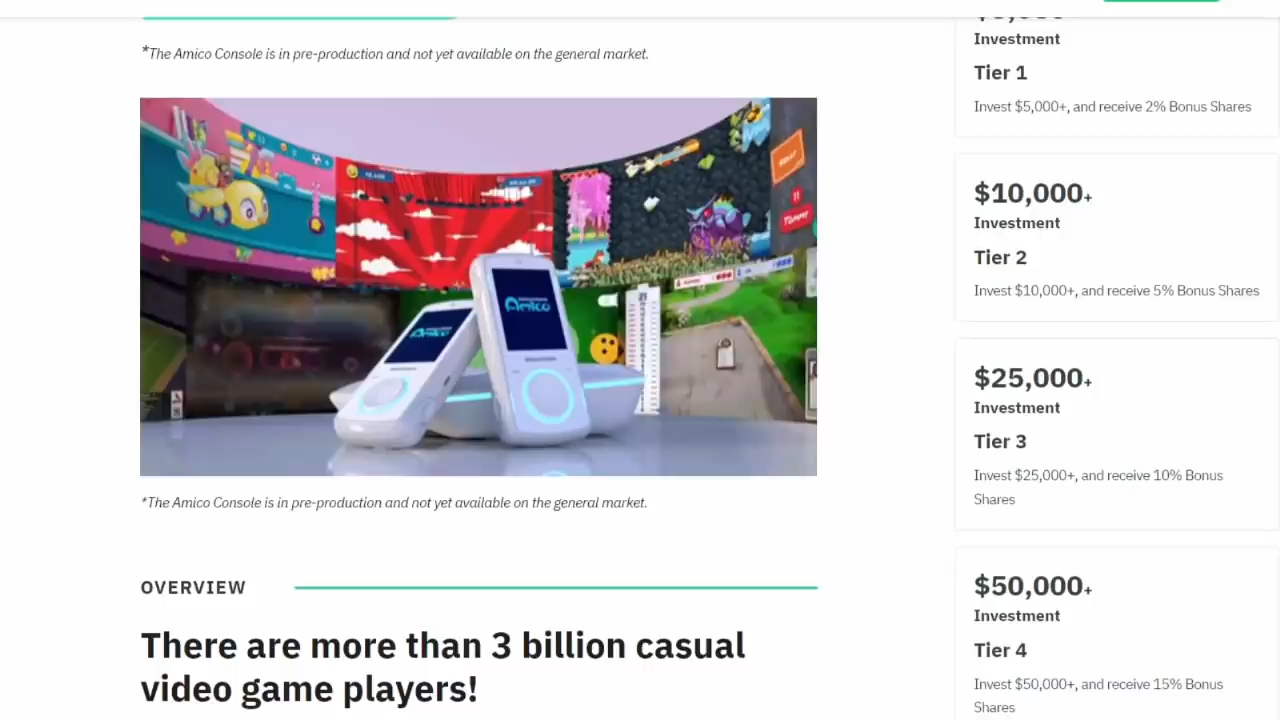 *The Amico Console is in pre-production and not yet available on the general market.
Amico
Amico
*The Amico Console is in pre-production and not yet available on the general market.
OVERVIEW
There are more than 3 billion casual
video game players!
Investment
Tier 1
Invest $5,000+, and receive 2% Bonus Shares
$10,000+
Investment
Tier 2
Invest $10,000+, and receive 5% Bonus Shares
$25,000+
Investment
Tier 3
Invest $25,000+, and receive 10% Bonus
Shares
$50,000+
Investment
Tier 4
Invest $50,000+, and receive 15% Bonus
Shares